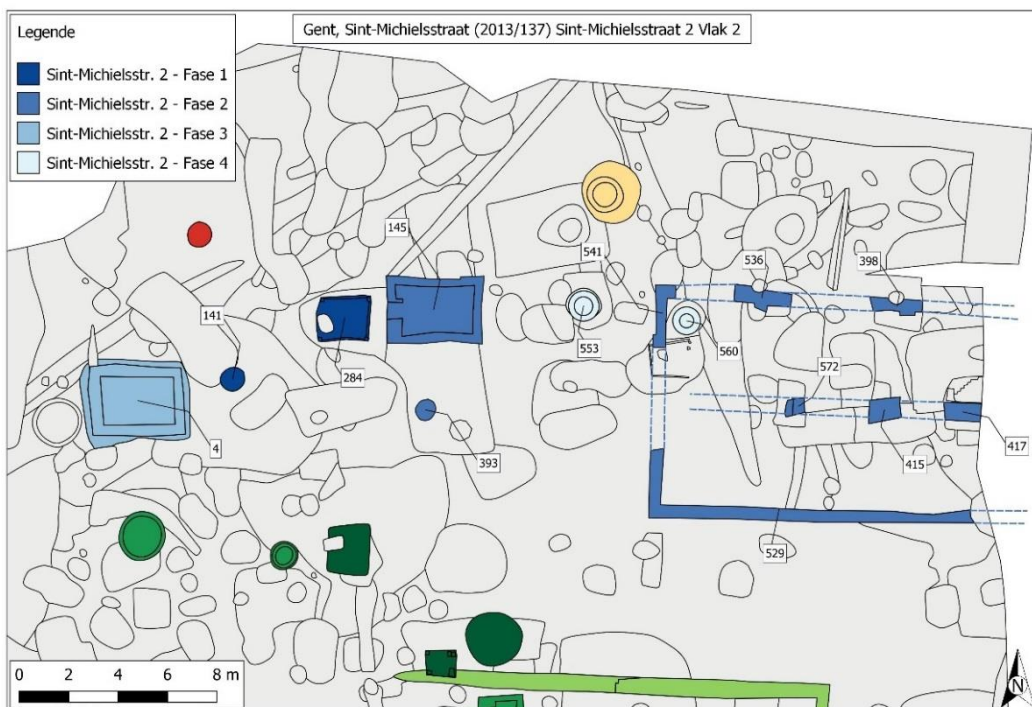 Gent, Sint-Michielsstraat (2013/137) Sint-Michielsstraat 2 Vlak 2
Legende
Sint-Michielsstr. 2 - Fase 1
Sint-Michielsstr. 2 - Fase 2
Sint-Michielsstr. 2 - Fase 3
Sint-Michielsstr. 2 - Fase 4
145
541
536
398
141
284
553
560
572
4
393
415
417
529
0 2 4 6 8 m
N